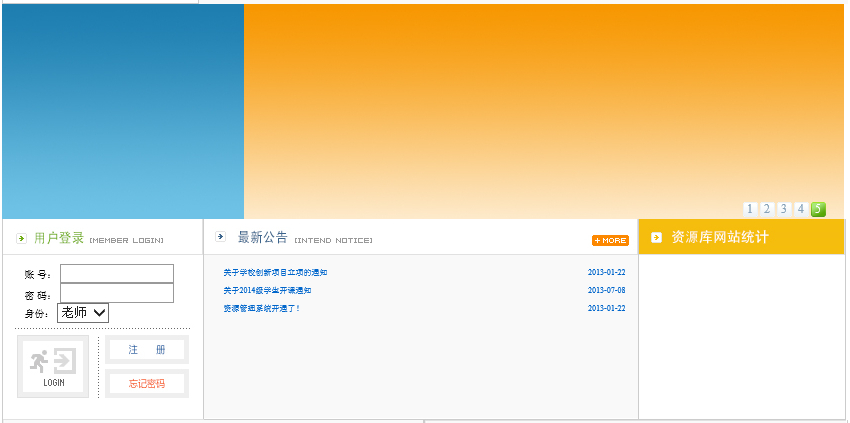 1 2 3 4 5
用户登录 [MEMBER LOGIN]
账 号:
密 码:
身份: 老师
LOGIN
注 册
忘记密码
最新公告 [INTEND NOTICE]
+ MORE
关于学校创新项目立项的通知 2013-01-22
关于2014级学生开课通知 2013-07-08
资源管理系统开通了! 2013-01-22
资源库网站统计